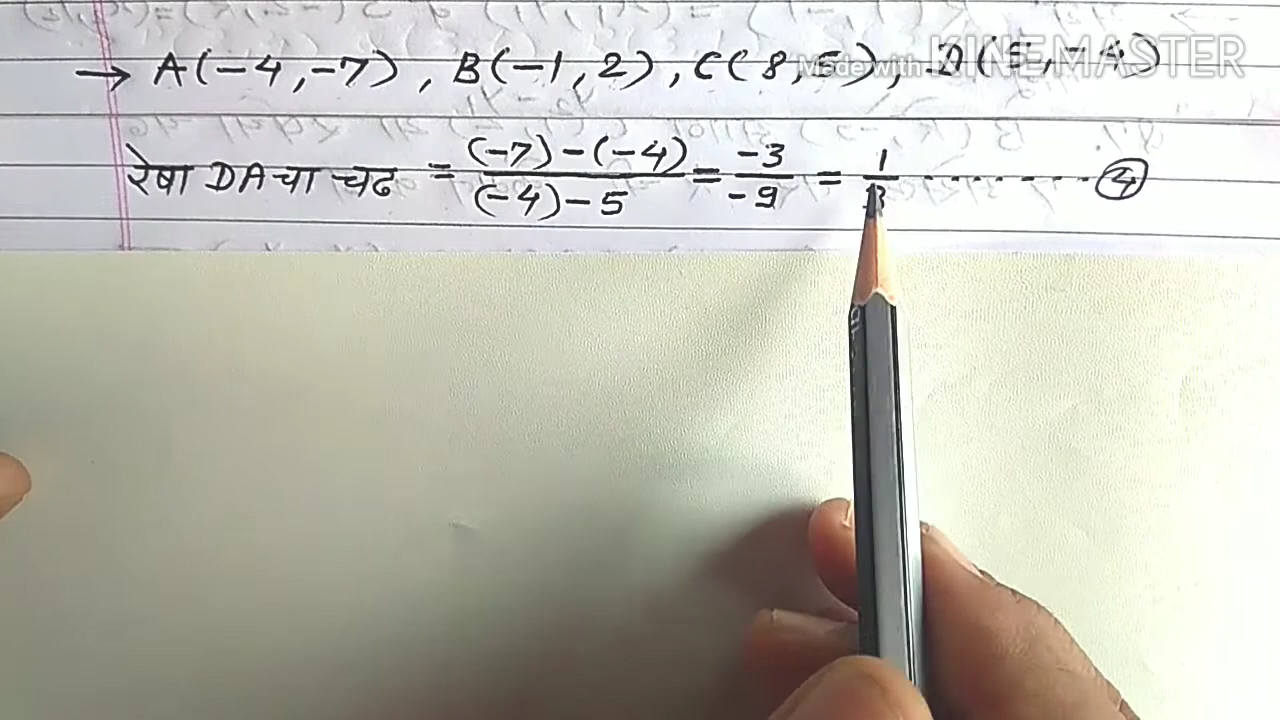 Made with KINEMASTER
→ A(-4,-7), B(-1,2), C(8,5), D(5,-4)
रेषा DA चा चढ = (-7)-(-4) / (-4)-5 = -3 / -9 = 1 / 3 ......... ④